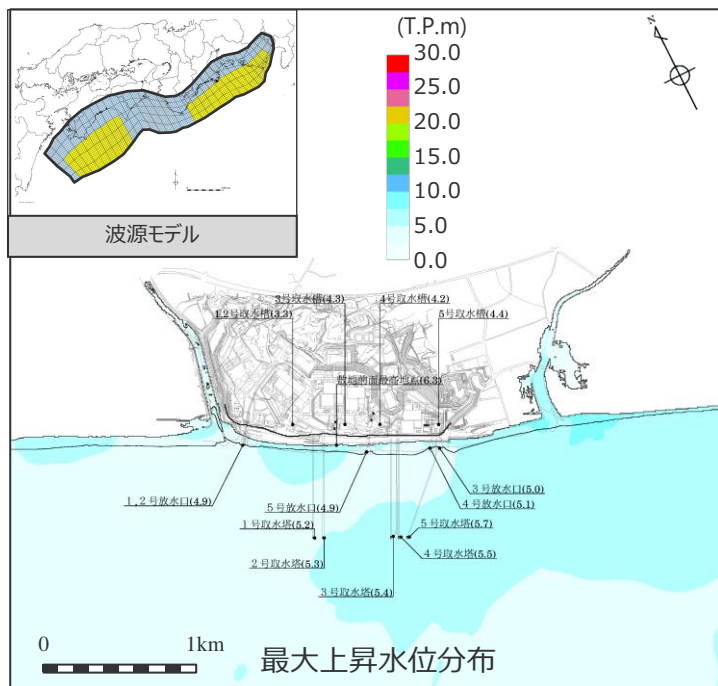 (T.P.m)
30.0
25.0
20.0
15.0
10.0
5.0
0.0
N
波源モデル
3号取水槽(4.3)
4号取水槽(4.2)
1,2号取水槽(3.3)
5号取水槽(4.4)
敷地前面最高地点(6.3)
1,2号放水口(4.9)
5号放水口(4.9)
3号放水口(5.0)
4号放水口(5.1)
1号取水塔(5.2)
5号取水塔(5.7)
2号取水塔(5.3)
4号取水塔(5.5)
3号取水塔(5.4)
0 1km
最大上昇水位分布